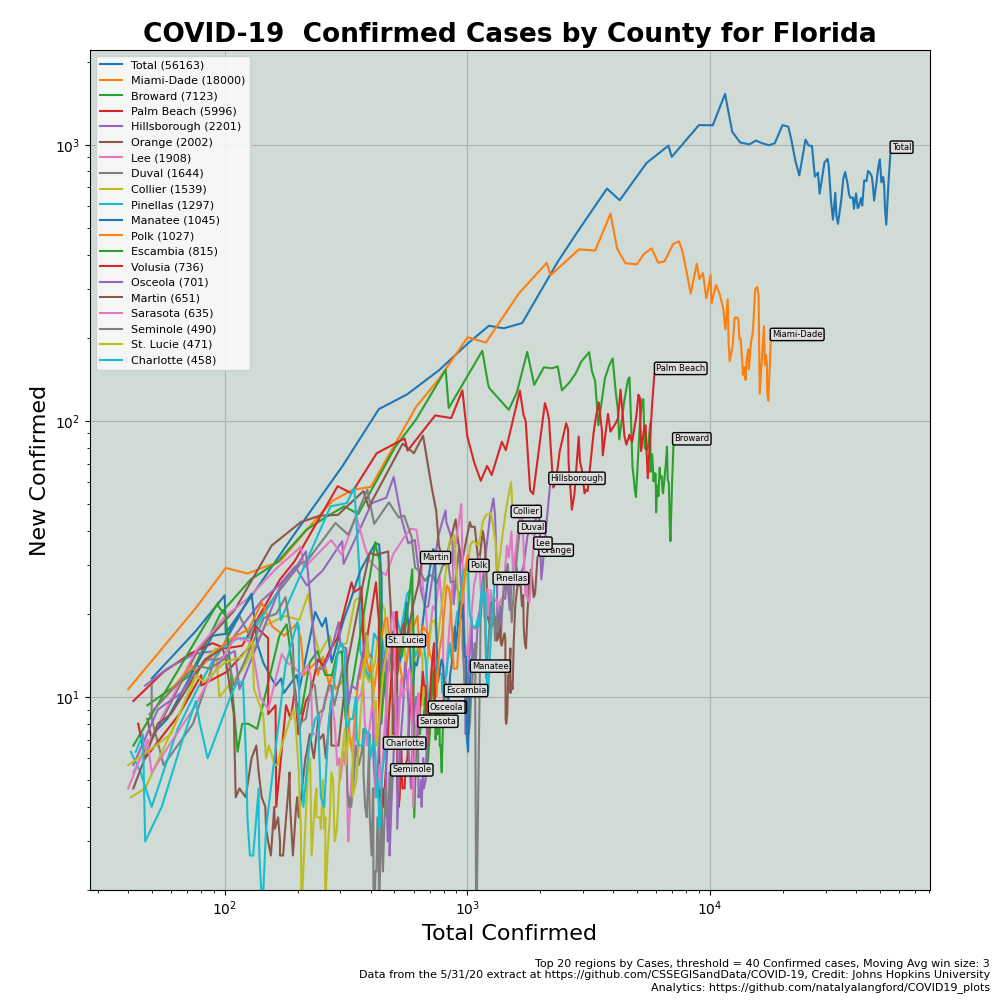 COVID-19  Confirmed Cases by County for Florida
Total (56163)
Miami-Dade (18000)
Broward (7123)
Palm Beach (5996)
Hillsborough (2201)
Orange (2002)
Lee (1908)
Duval (1644)
Collier (1539)
Pinellas (1297)
Manatee (1045)
Polk (1027)
Escambia (815)
Volusia (736)
Osceola (701)
Martin (651)
Sarasota (635)
Seminole (490)
St. Lucie (471)
Charlotte (458)
10³
10²
10¹
New Confirmed
Total
Miami-Dade
Palm Beach
Broward
Hillsborough
Collier
Duval
Lee
Orange
Martin
Polk
Pinellas
St. Lucie
Manatee
Escambia
Osceola
Sarasota
Charlotte
Seminole
10²
10³
10⁴
Total Confirmed
Top 20 regions by Cases, threshold = 40 Confirmed cases, Moving Avg win size: 3
Data from the 5/31/20 extract at https://github.com/CSSEGISandData/COVID-19, Credit: Johns Hopkins University
Analytics: https://github.com/natalyalangford/COVID19_plots